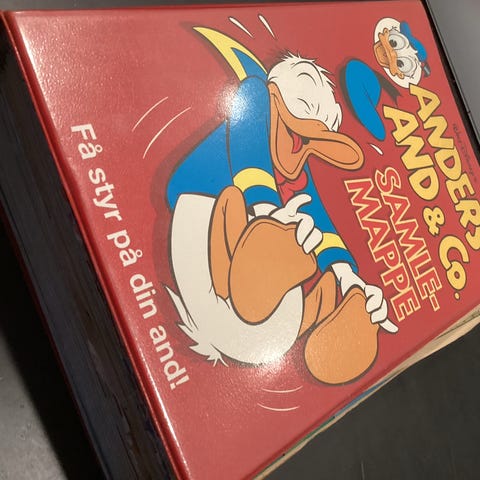 ANDERS
AND & Co.
SAMLE-
MAPPE
Få styr på din and!